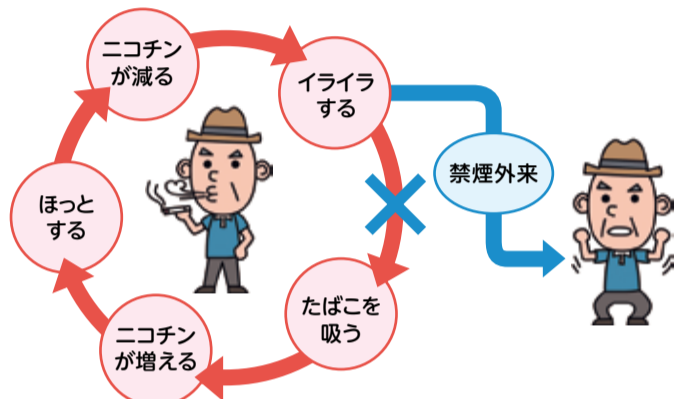 ニコチン
が減る
イライラ
する
禁煙外来
ほっと
する
たばこを
吸う
ニコチン
が増える